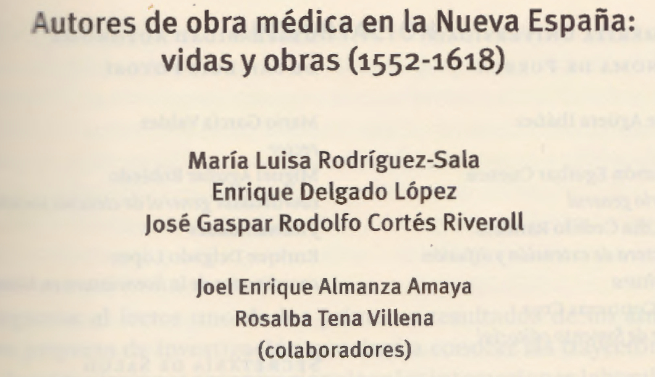 Autores de obra médica en la Nueva España:
vidas y obras (1552-1618)
María Luisa Rodríguez-Sala
Enrique Delgado López
José Gaspar Rodolfo Cortés Riveroll
Joel Enrique Almanza Amaya
Rosalba Tena Villena
(colaboradores)